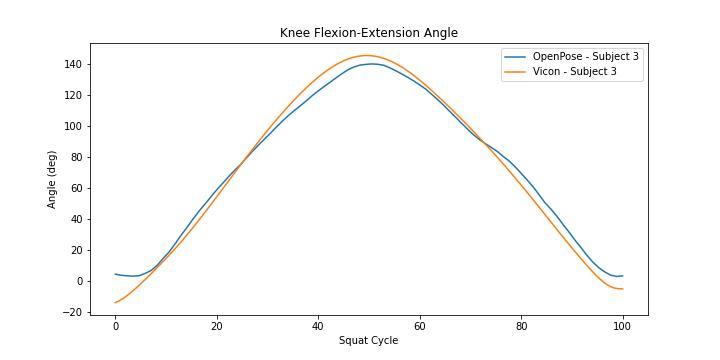 Knee Flexion-Extension Angle
OpenPose - Subject 3
Vicon - Subject 3
Angle (deg)
140
120
100
80
60
40
20
0
−20
0 20 40 60 80 100
Squat Cycle